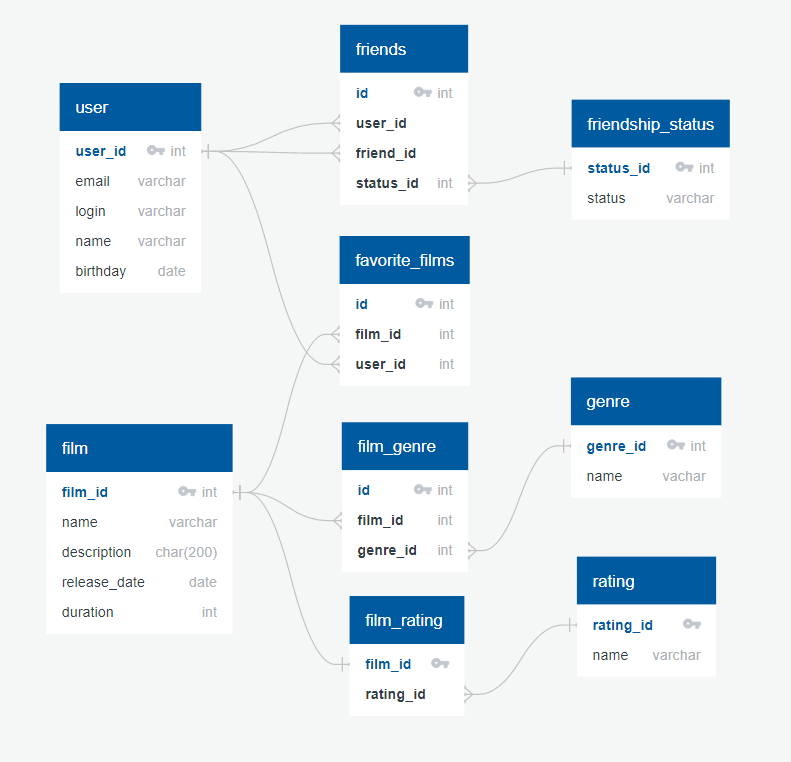 user
user_id int
email varchar
login varchar
name varchar
birthday date
friends
id int
user_id
friend_id
status_id int
friendship_status
status_id int
status varchar
favorite_films
id int
film_id int
user_id int
film
film_id int
name varchar
description char(200)
release_date date
duration int
film_genre
id int
film_id int
genre_id int
genre
genre_id int
name vachar
film_rating
film_id
rating_id
rating
rating_id
name varchar